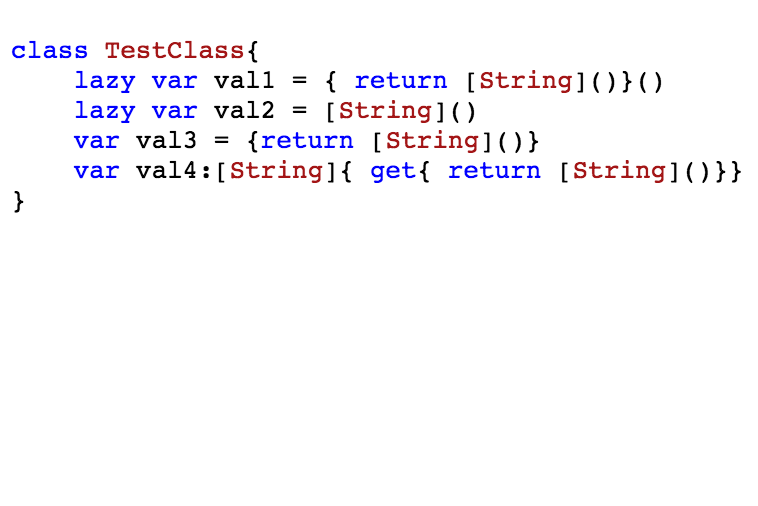 class TestClass{
    lazy var val1 = { return [String]()}()
    lazy var val2 = [String]()
    var val3 = {return [String]()}
    var val4:[String]{ get{ return [String]()}}
}